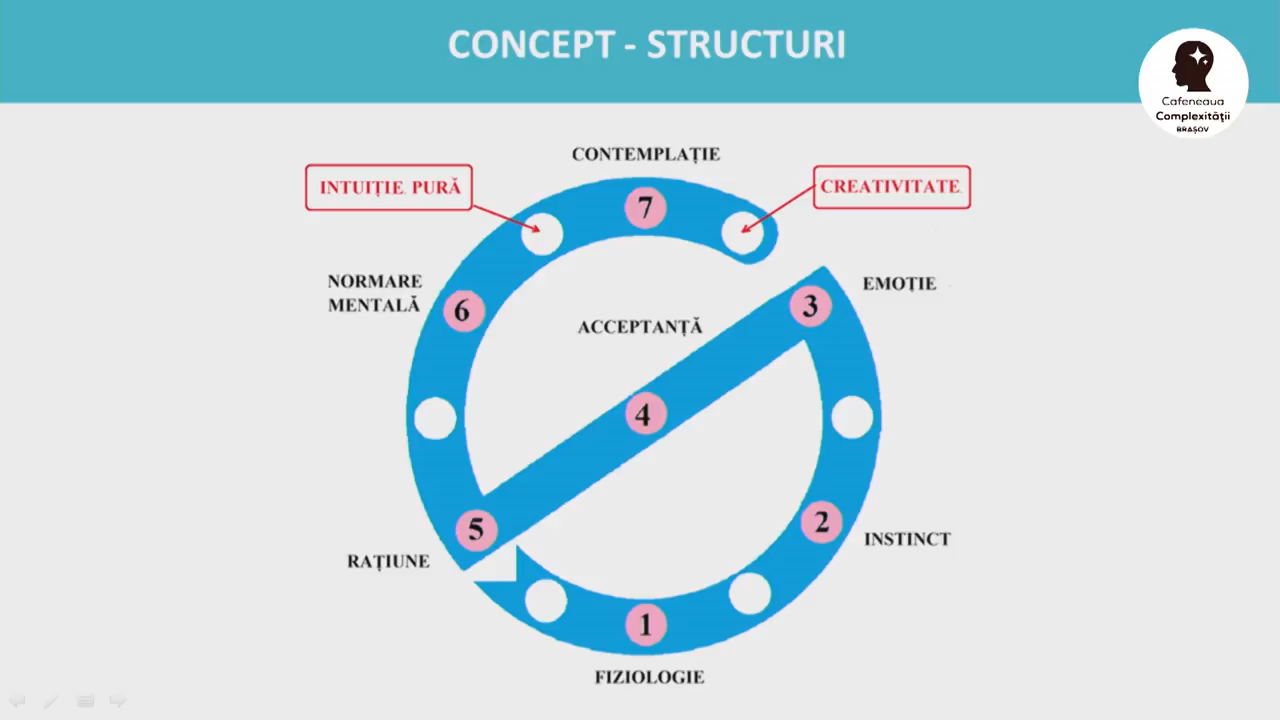 CONCEPT - STRUCTURI
Cafeneaua
Complexității
BRAȘOV
CONTEMPLAȚIE
INTUIȚIE PURĂ
CREATIVITATE
7
NORMARE
MENTALĂ
6
EMOȚIE
3
ACCEPTANȚĂ
4
5
2
RAȚIUNE
INSTINCT
1
FIZIOLOGIE